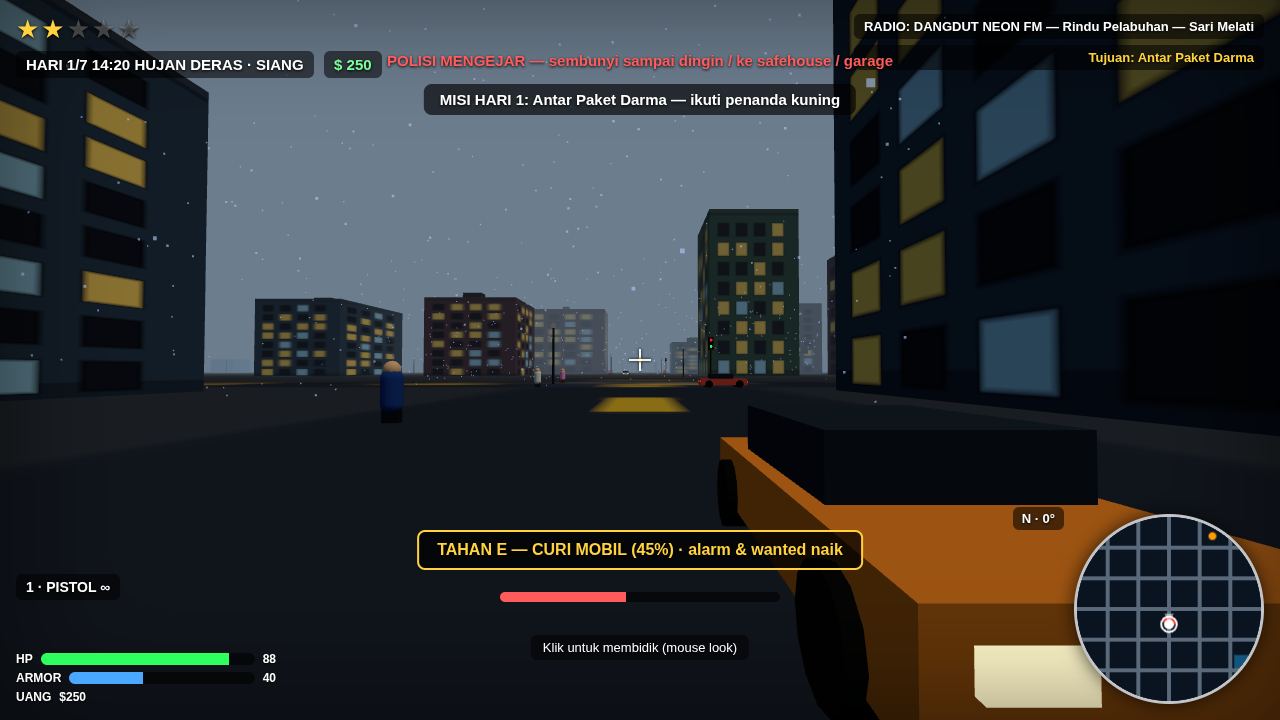 RADIO: DANGDUT NEON FM — Rindu Pelabuhan — Sari Melati
HARI 1/7 14:20 HUJAN DERAS · SIANG
$ 250
POLISI MENGEJAR — sembunyi sampai dingin / ke safehouse / garage
Tujuan: Antar Paket Darma
MISI HARI 1: Antar Paket Darma — ikuti penanda kuning
N · 0°
TAHAN E — CURI MOBIL (45%) · alarm & wanted naik
1 · PISTOL ∞
Klik untuk membidik (mouse look)
HP 88
ARMOR 40
UANG $250